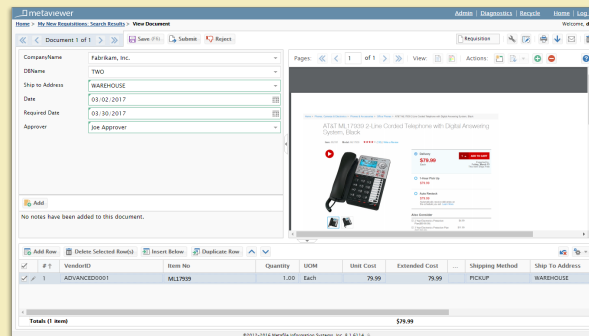 metaviewer
Admin | Diagnostics | Recycle Home | Log
Home > My New Requisitions: Search Results > View Document
Welcome, d
Document 1 of 1
Save (F6)
Submit
Reject
Requisition
CompanyName Fabrikam, Inc.
DBName TWO
Ship to Address WAREHOUSE
Date 03/02/2017
Required Date 03/30/2017
Approver Joe Approver
Pages: 1 of 1 View: Actions:
AT&T ML17939 2-Line Corded Telephone with Digital Answering
System, Black
Delivery
$79.99
Add
No notes have been added to this document.
Add Row Delete Selected Row(s) Insert Below Duplicate Row
# VendorID Item No Quantity UOM Unit Cost Extended Cost ... Shipping Method Ship To Address
1 ADVANCED0001 ML17939 1.00 Each 79.99 79.99 PICKUP WAREHOUSE
Totals (1 item) $79.99